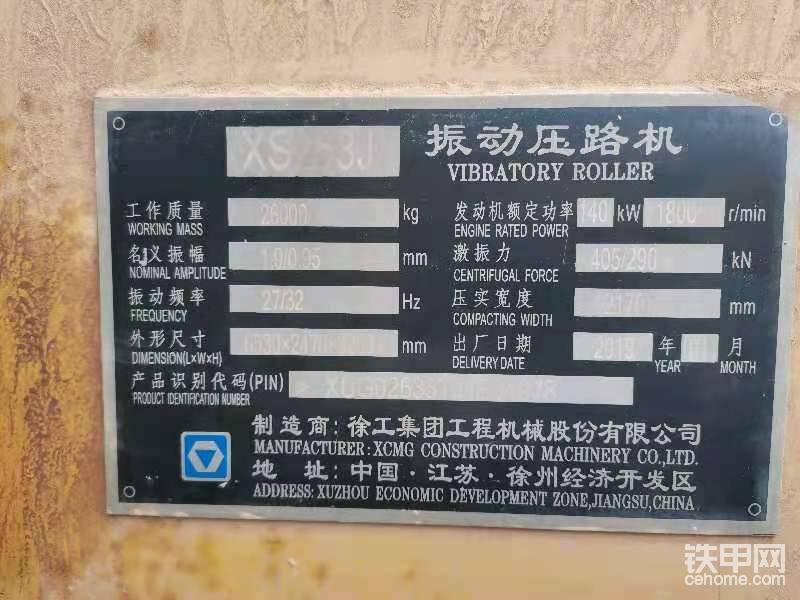 振动压路机
VIBRATORY ROLLER
工作质量 26000 kg
WORKING MASS
发动机额定功率 140 kW 1800 r/min
ENGINE RATED POWER
名义振幅 mm
NOMINAL AMPLITUDE
激振力 405/290 kN
CENTRIFUGAL FORCE
振动频率 27/32 Hz
FREQUENCY
压实宽度 2170 mm
COMPACTING WIDTH
外形尺寸 mm
DIMENSION(L×W×H)
出厂日期 2019 年 月
DELIVERY DATE YEAR MONTH
产品识别代码(PIN)
PRODUCT IDENTIFICATION NUMBER
制造商:徐工集团工程机械股份有限公司
MANUFACTURER:XCMG CONSTRUCTION MACHINERY CO.,LTD.
地 址:中国·江苏·徐州经济开发区
ADDRESS:XUZHOU ECONOMIC DEVELOPMENT ZONE,JIANGSU,CHINA
铁甲网
cehome.com